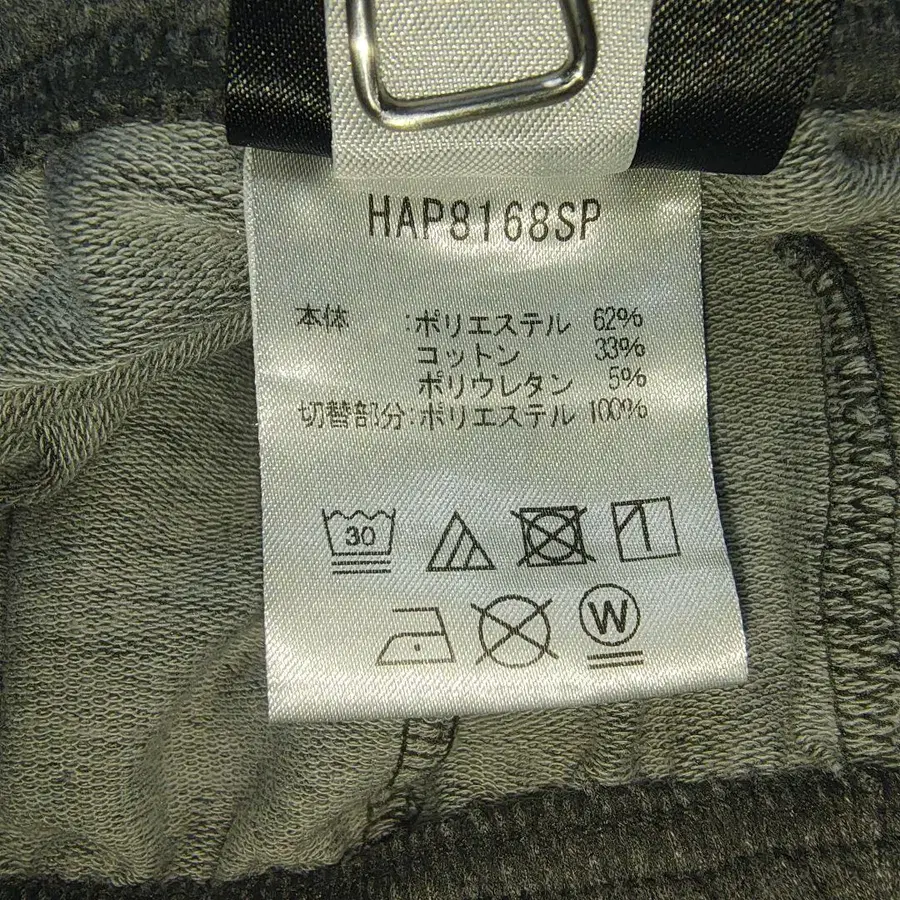 HAP8168SP
本体 :ポリエステル 62%
コットン 33%
ポリウレタン 5%
切替部分:ポリエステル 100%
30
W